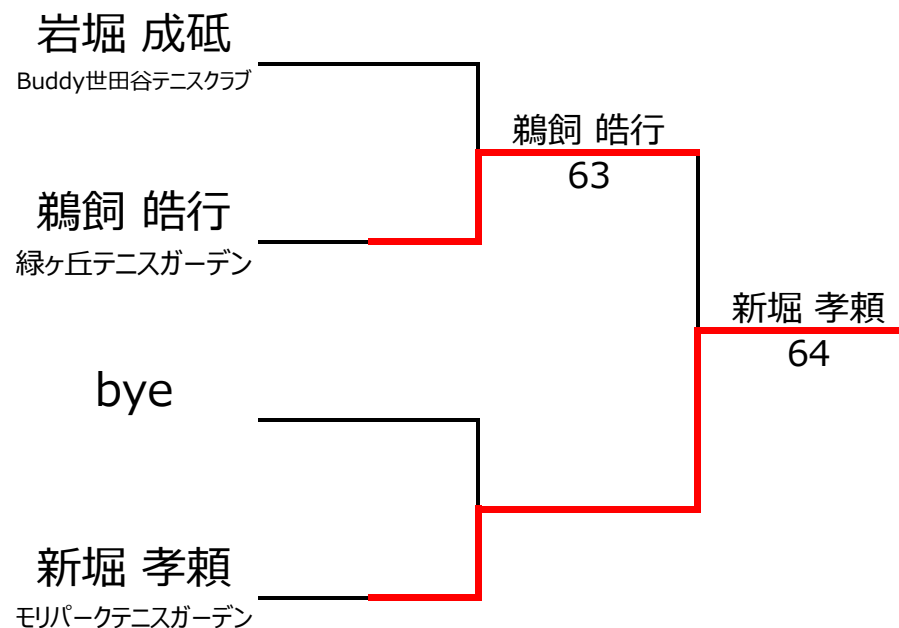 岩堀 成砥
Buddy世田谷テニスクラブ
鵜飼 皓行
63
鵜飼 皓行
緑ヶ丘テニスガーデン
新堀 孝頼
64
bye
新堀 孝頼
モリパークテニスガーデン